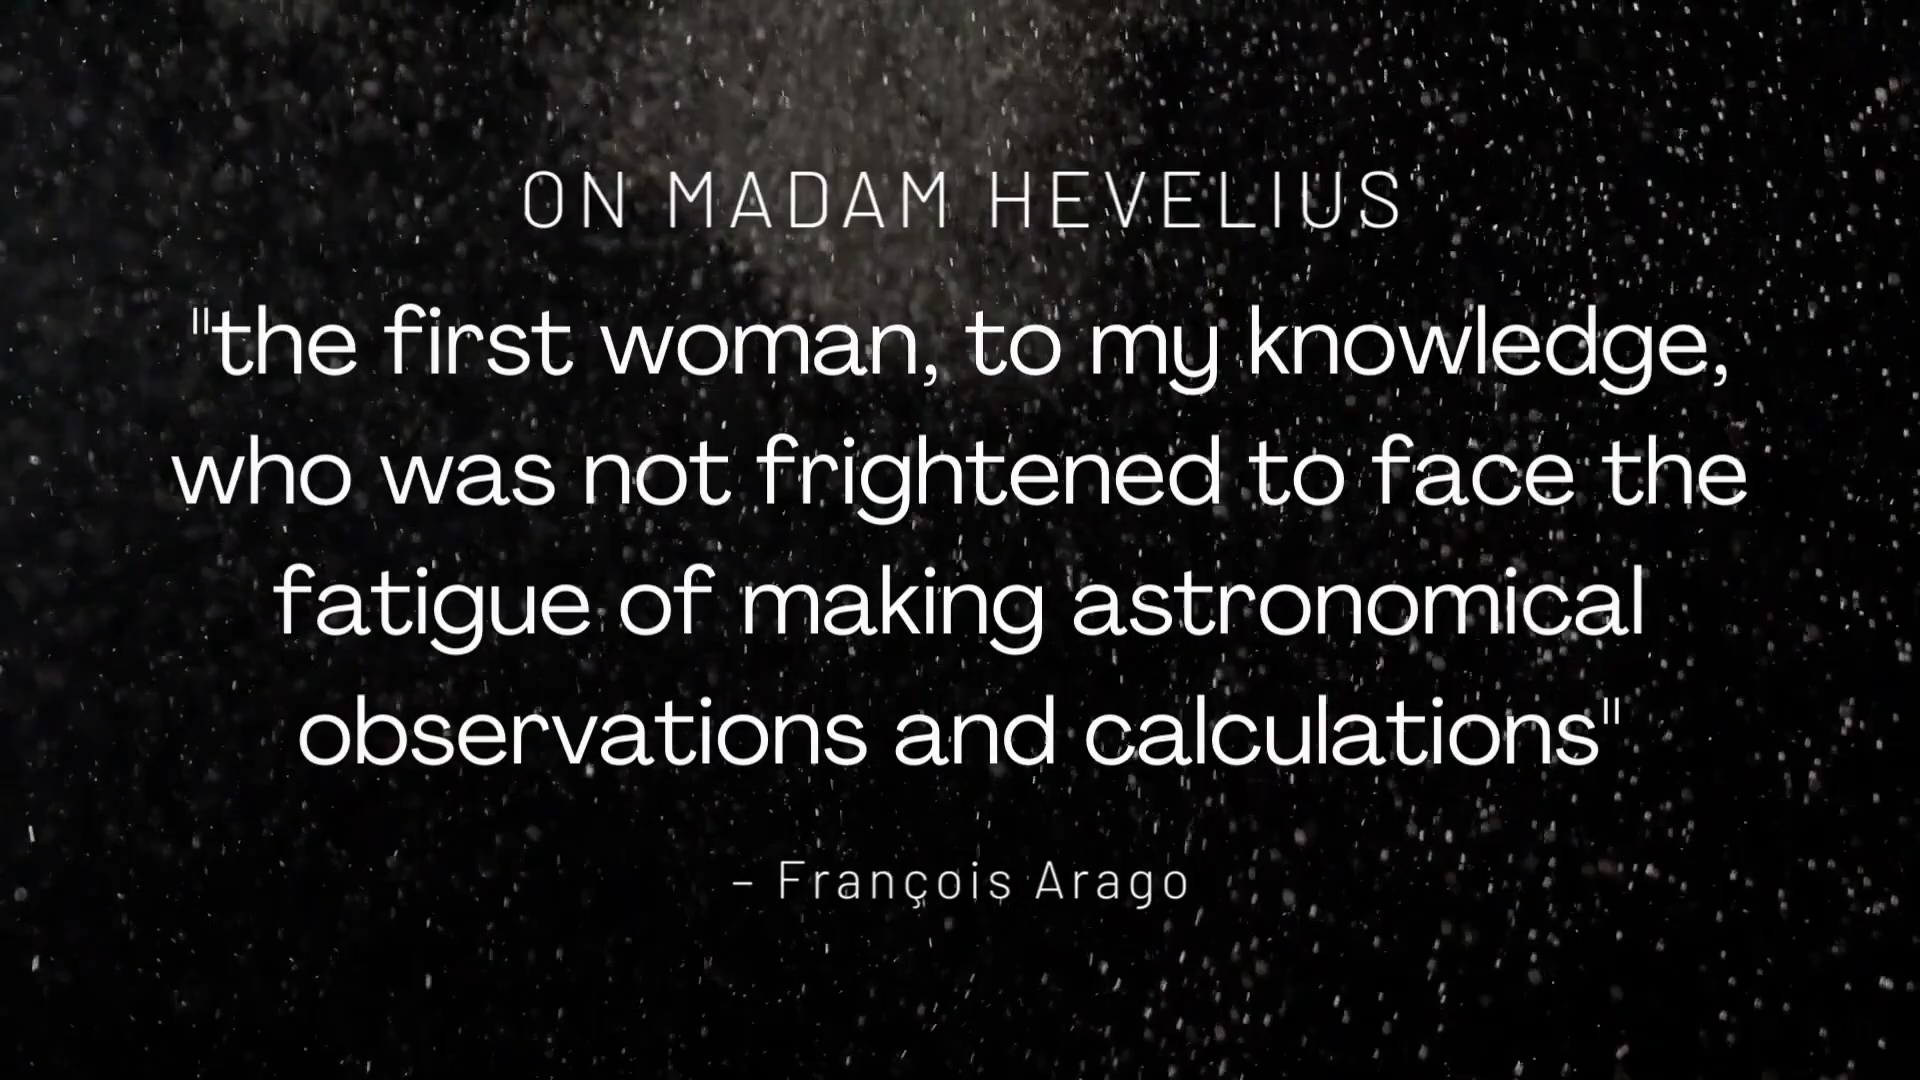 ON MADAM HEVELIUS
"the first woman, to my knowledge,
who was not frightened to face the
fatigue of making astronomical
observations and calculations"
– François Arago